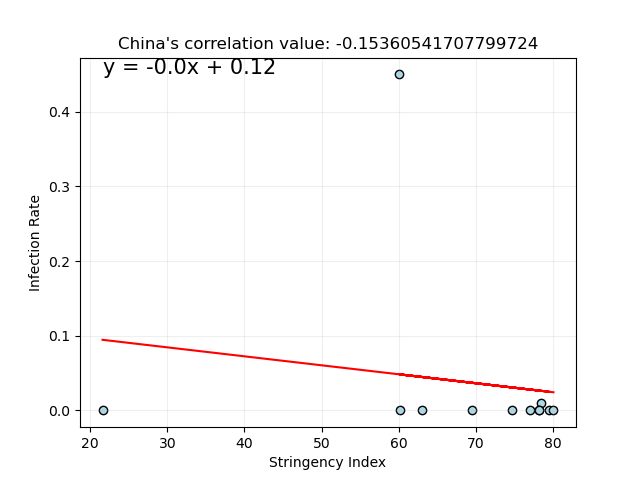 China's correlation value: -0.15360541707799724
y = -0.0x + 0.12
0.4
0.3
0.2
0.1
0.0
Infection Rate
20 30 40 50 60 70 80
Stringency Index